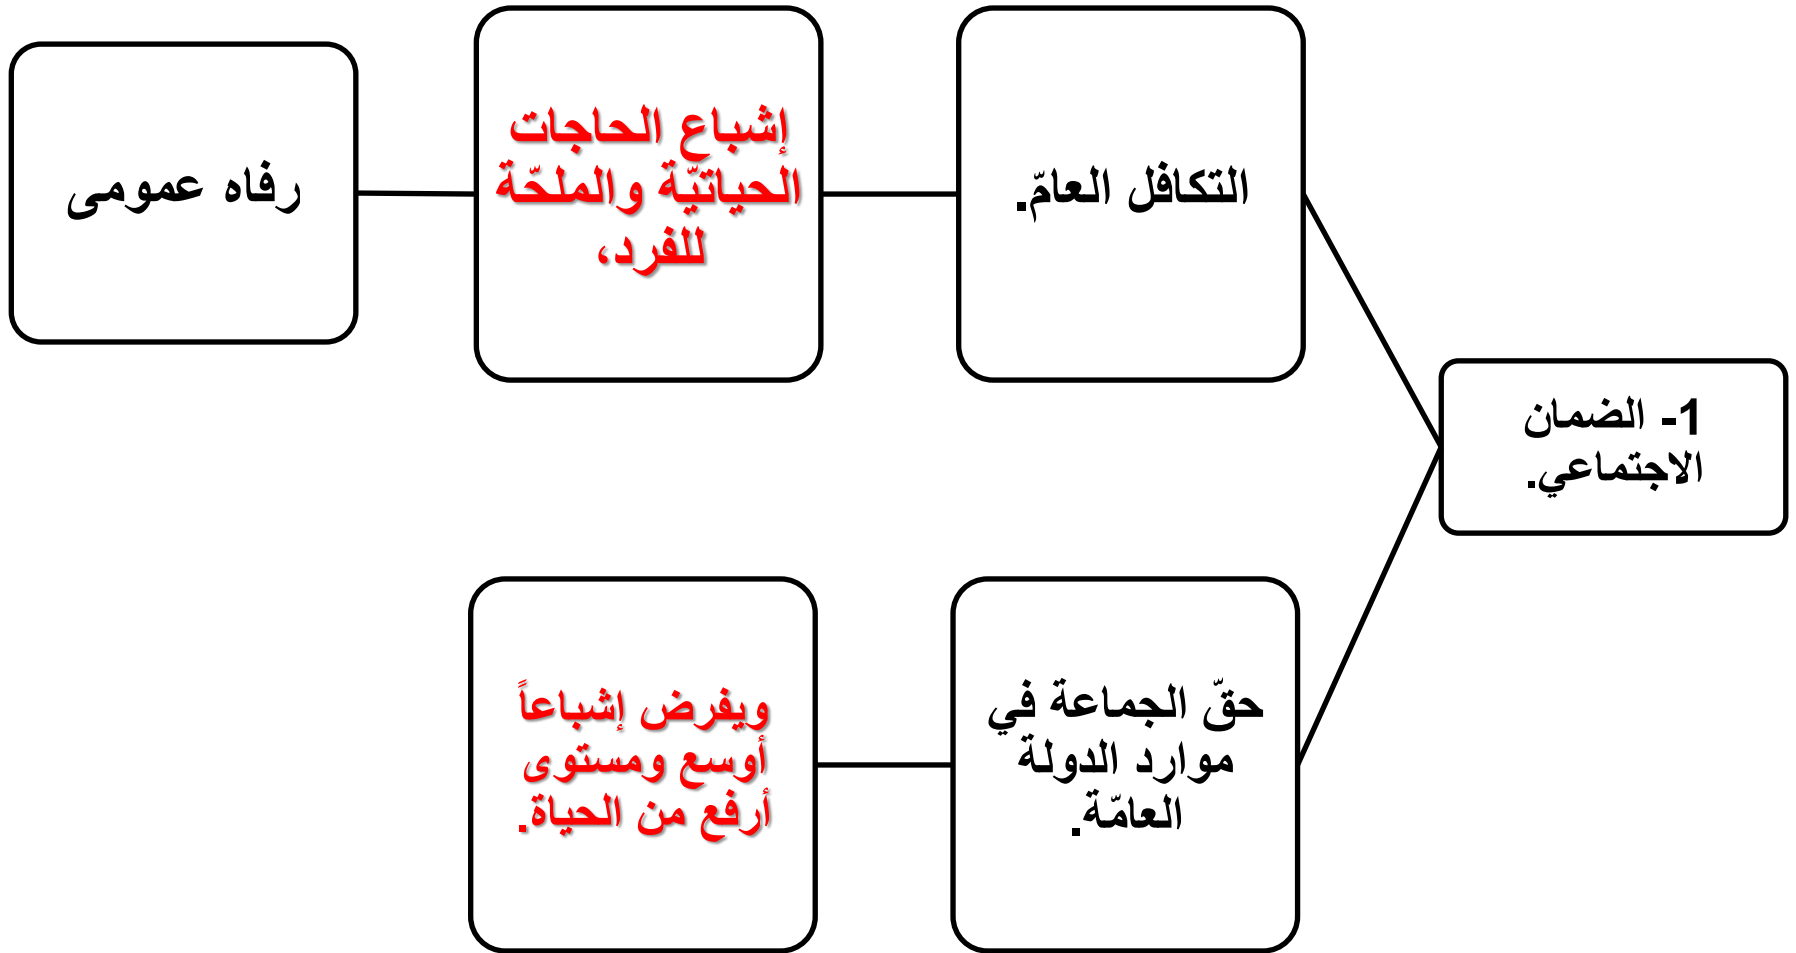 1- الضمان
الاجتماعي.
التكافل العامّ.
إشباع الحاجات
الحياتيّة والملحّة
للفرد،
رفاه عمومى
حقّ الجماعة في
موارد الدولة
العامّة.
ويفرض إشباعاً
أوسع ومستوى
أرفع من الحياة.